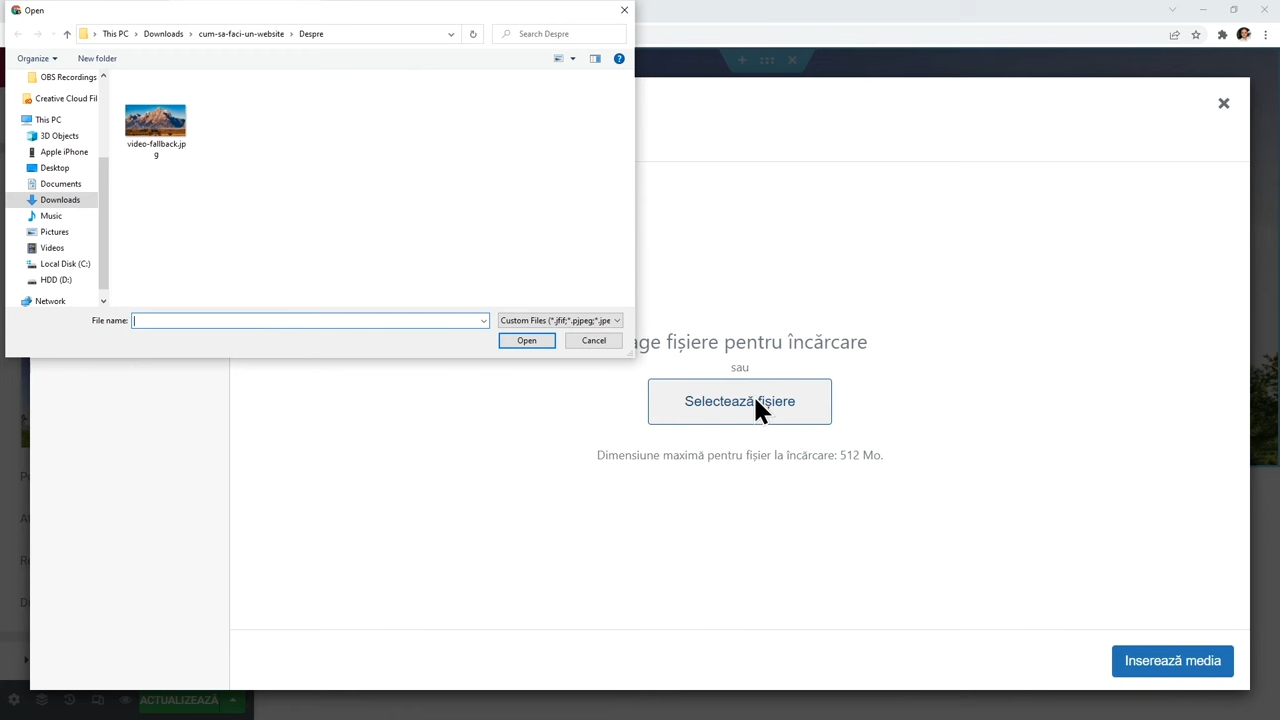 Open
This PC › Downloads › cum-sa-faci-un-website › Despre
Search Despre
Organize
New folder
OBS Recordings
Creative Cloud Fil
This PC
3D Objects
Apple iPhone
Desktop
Documents
Downloads
Music
Pictures
Videos
Local Disk (C:)
HDD (D:)
Network
video-fallback.jp
g
File name:
Custom Files (*.jfif;*.pjpeg;*.jpe
Open
Cancel
age fișiere pentru încărcare
sau
Selectează fișiere
Dimensiune maximă pentru fișier la încărcare: 512 Mo.
Inserează media
ACTUALIZEAZĂ